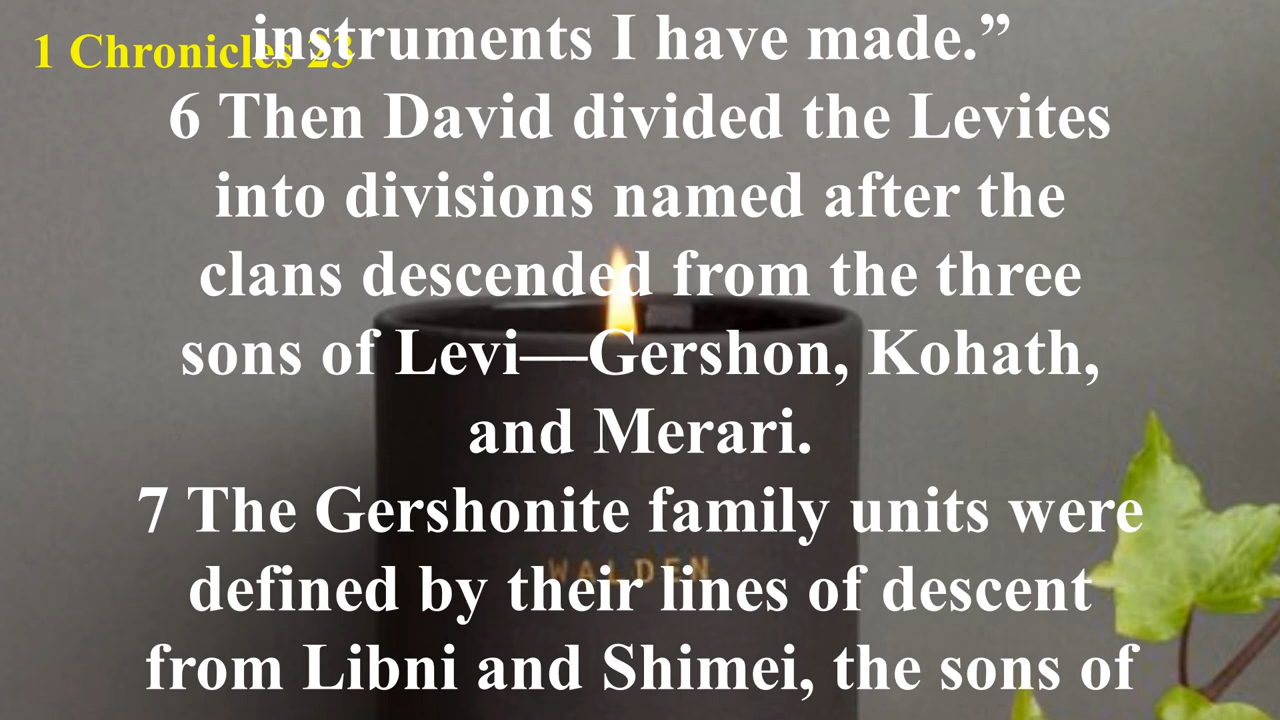 1 Chronicles 23
instruments I have made.”
6 Then David divided the Levites
into divisions named after the
clans descended from the three
sons of Levi—Gershon, Kohath,
and Merari.
7 The Gershonite family units were
defined by their lines of descent
from Libni and Shimei, the sons of
WALDEN